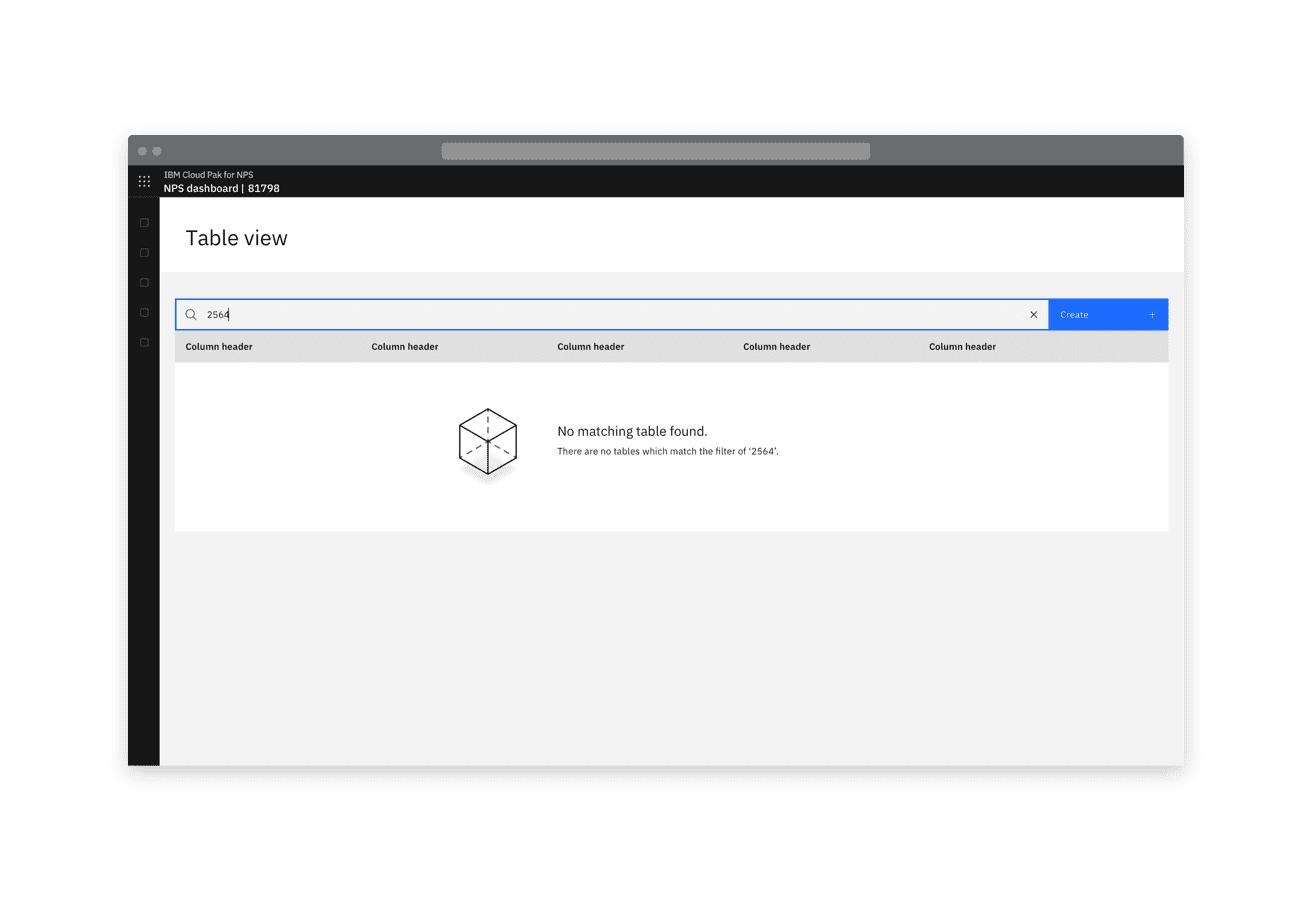 IBM Cloud Pak for NPS
NPS dashboard | 81798
Table view
2564
Create
Column header Column header Column header Column header Column header
No matching table found.
There are no tables which match the filter of ‘2564’.